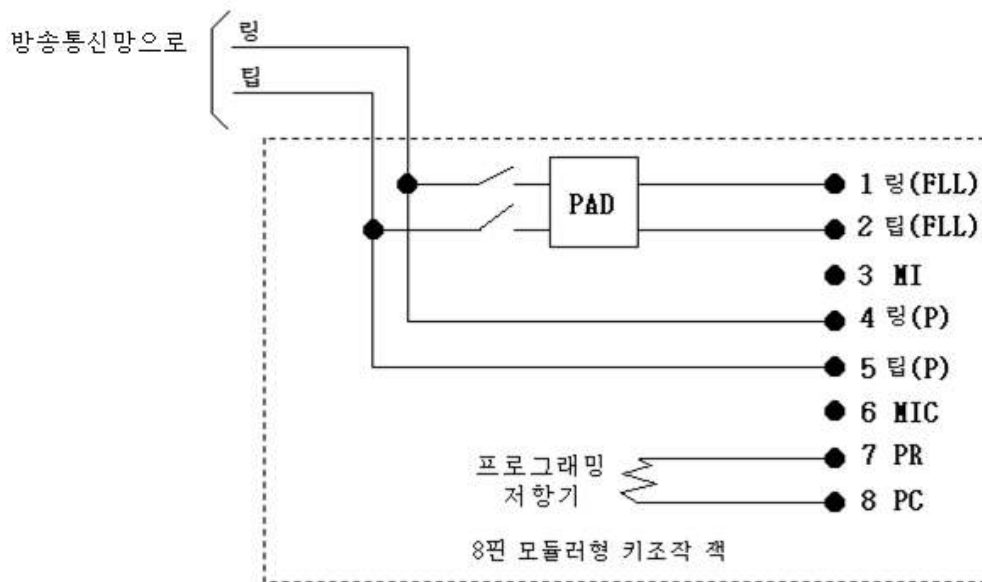 방송통신망으로
링
팁
PAD
1 링(FLL)
2 팁(FLL)
3 MI
4 링(P)
5 팁(P)
6 MIC
7 PR
8 PC
프로그래밍
저항기
8핀 모듈러형 키조작 잭